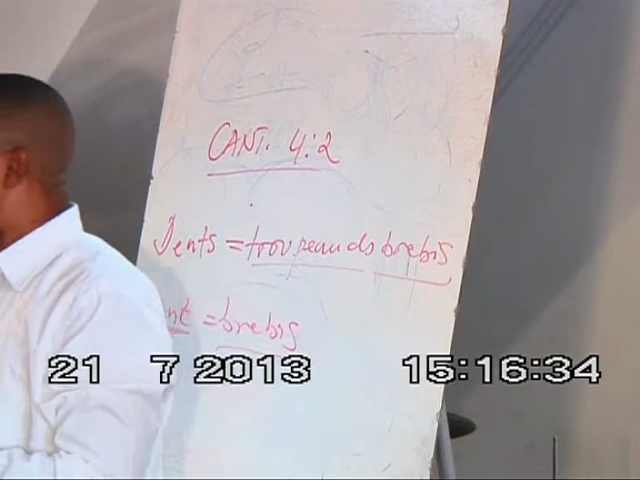 CANT. 4:2
Dents = troupeau de brebis
nt = brebis
21 7 2013 15:16:34